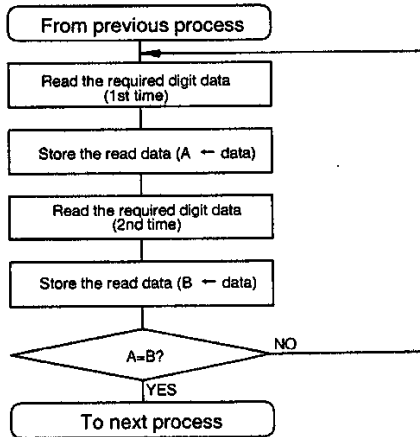 From previous process
Read the required digit data
(1st time)
Store the read data (A ← data)
Read the required digit data
(2nd time)
Store the read data (B ← data)
A=B?
NO
YES
To next process